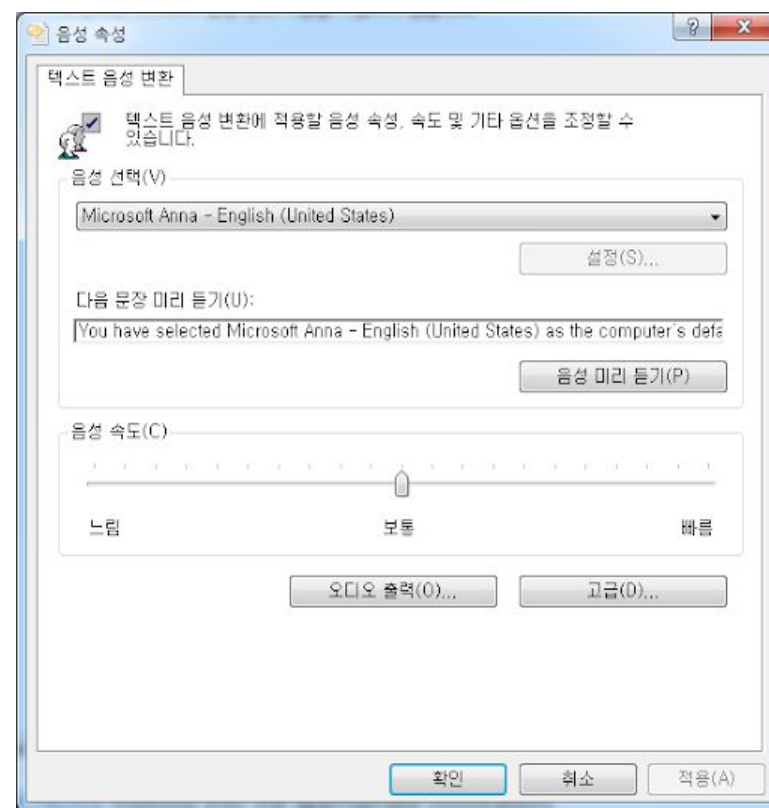 음성 속성
텍스트 음성 변환
텍스트 음성 변환에 적용할 음성 속성, 속도 및 기타 옵션을 조정할 수
있습니다.
음성 선택(V)
Microsoft Anna - English (United States)
설정(S)...
다음 문장 미리 듣기(U):
You have selected Microsoft Anna - English (United States) as the computer's defa
음성 미리 듣기(P)
음성 속도(C)
느림 보통 빠름
오디오 출력(O)... 고급(D)...
확인 취소 적용(A)